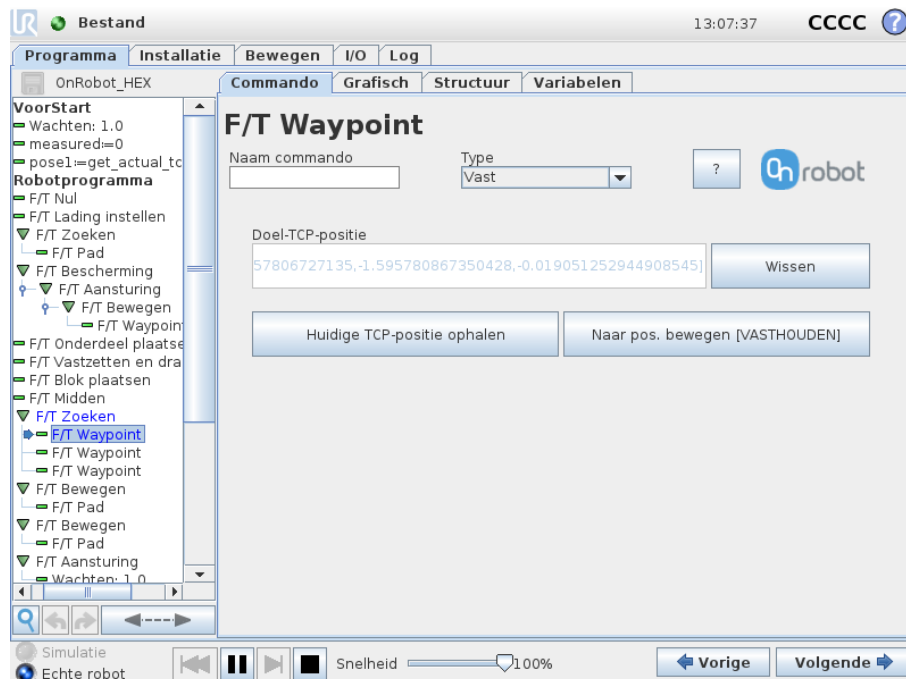 Bestand
13:07:37
CCCC
?
Programma
Installatie
Bewegen
I/O
Log
OnRobot_HEX
Commando
Grafisch
Structuur
Variabelen
VoorStart
Wachten: 1.0
measured:=0
pose1:=get_actual_tc
Robotprogramma
F/T Nul
F/T Lading instellen
F/T Zoeken
F/T Pad
F/T Bescherming
F/T Aansturing
F/T Bewegen
F/T Waypoin
F/T Onderdeel plaatse
F/T Vastzetten en dra
F/T Blok plaatsen
F/T Midden
F/T Zoeken
F/T Waypoint
F/T Waypoint
F/T Waypoint
F/T Bewegen
F/T Pad
F/T Bewegen
F/T Pad
F/T Aansturing
Wachten: 1.0
F/T Waypoint
Naam commando
Type
Vast
?
On robot
Doel-TCP-positie
57806727135,-1.595780867350428,-0.019051252944908545]
Wissen
Huidige TCP-positie ophalen
Naar pos. bewegen [VASTHOUDEN]
Simulatie
Echte robot
Snelheid
100%
Vorige
Volgende